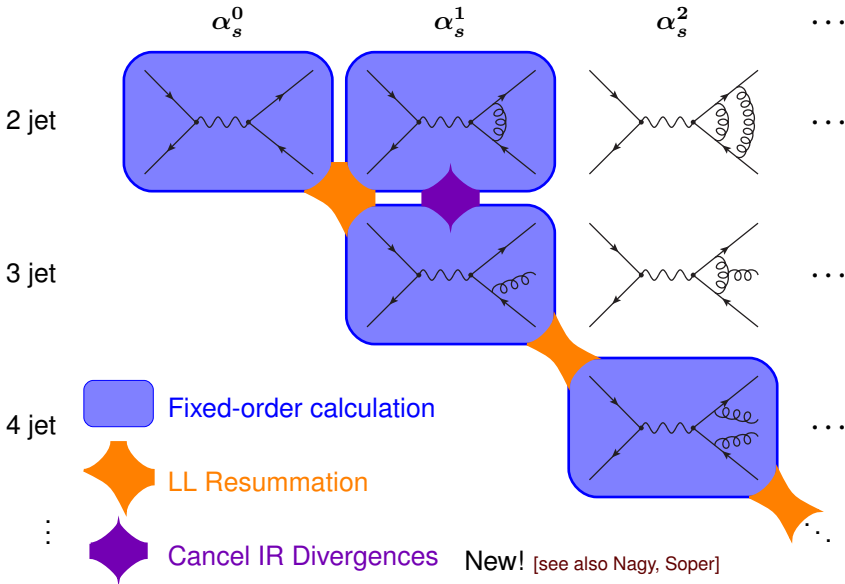 α_s^0 α_s^1 α_s^2 ⋯
2 jet ⋯
3 jet ⋯
4 jet ⋯
Fixed-order calculation
LL Resummation
⋮ ⋱
Cancel IR Divergences
New! [see also Nagy, Soper]